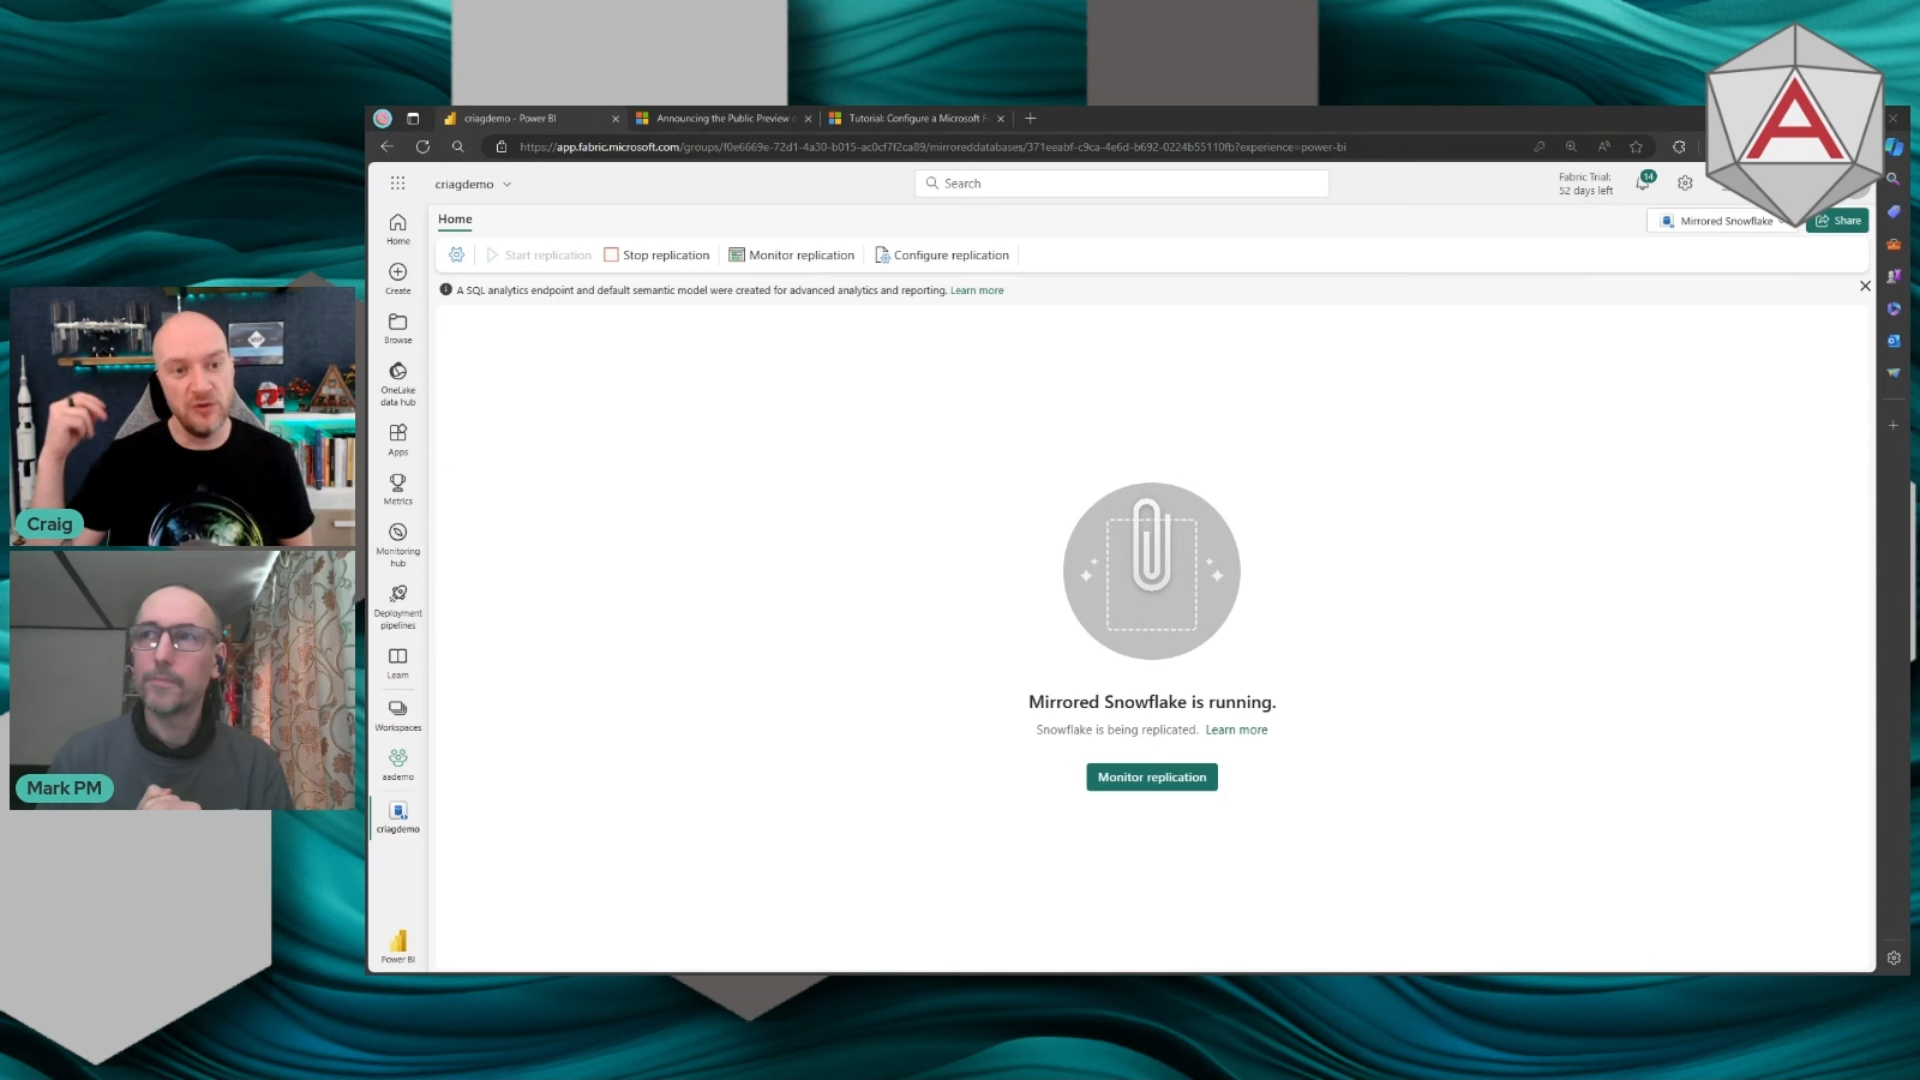 criagdemo - Power BI
Announcing the Public Preview
Tutorial: Configure a Microsoft F
https://app.fabric.microsoft.com/groups/f0e6669e-72d1-4a30-b015-ac0cf7f2ca89/mirroreddatabases/371eeabf-c9ca-4e6d-b692-0224b55110fb?experience=power-bi
criagdemo
Search
Fabric Trial:
52 days left
14
A
Home
Mirrored Snowflake
Share
Start replication
Stop replication
Monitor replication
Configure replication
A SQL analytics endpoint and default semantic model were created for advanced analytics and reporting. Learn more
Home
Create
Browse
OneLake
data hub
Apps
Metrics
Monitoring
hub
Deployment
pipelines
Learn
Workspaces
aademo
criagdemo
Power BI
Mirrored Snowflake is running.
Snowflake is being replicated. Learn more
Monitor replication
Craig
Mark PM